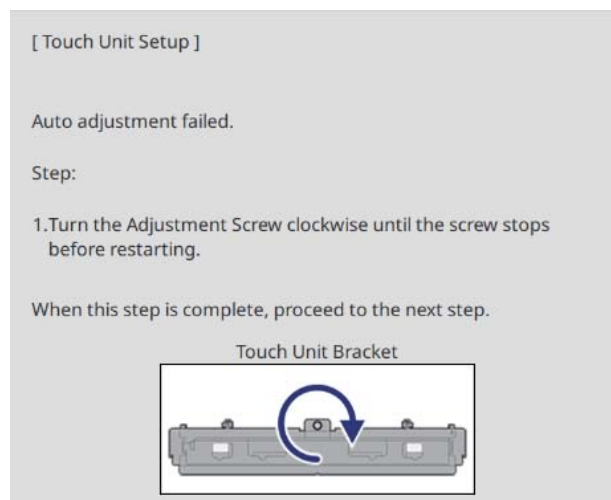 [ Touch Unit Setup ]
Auto adjustment failed.
Step:
1.Turn the Adjustment Screw clockwise until the screw stops
before restarting.
When this step is complete, proceed to the next step.
Touch Unit Bracket